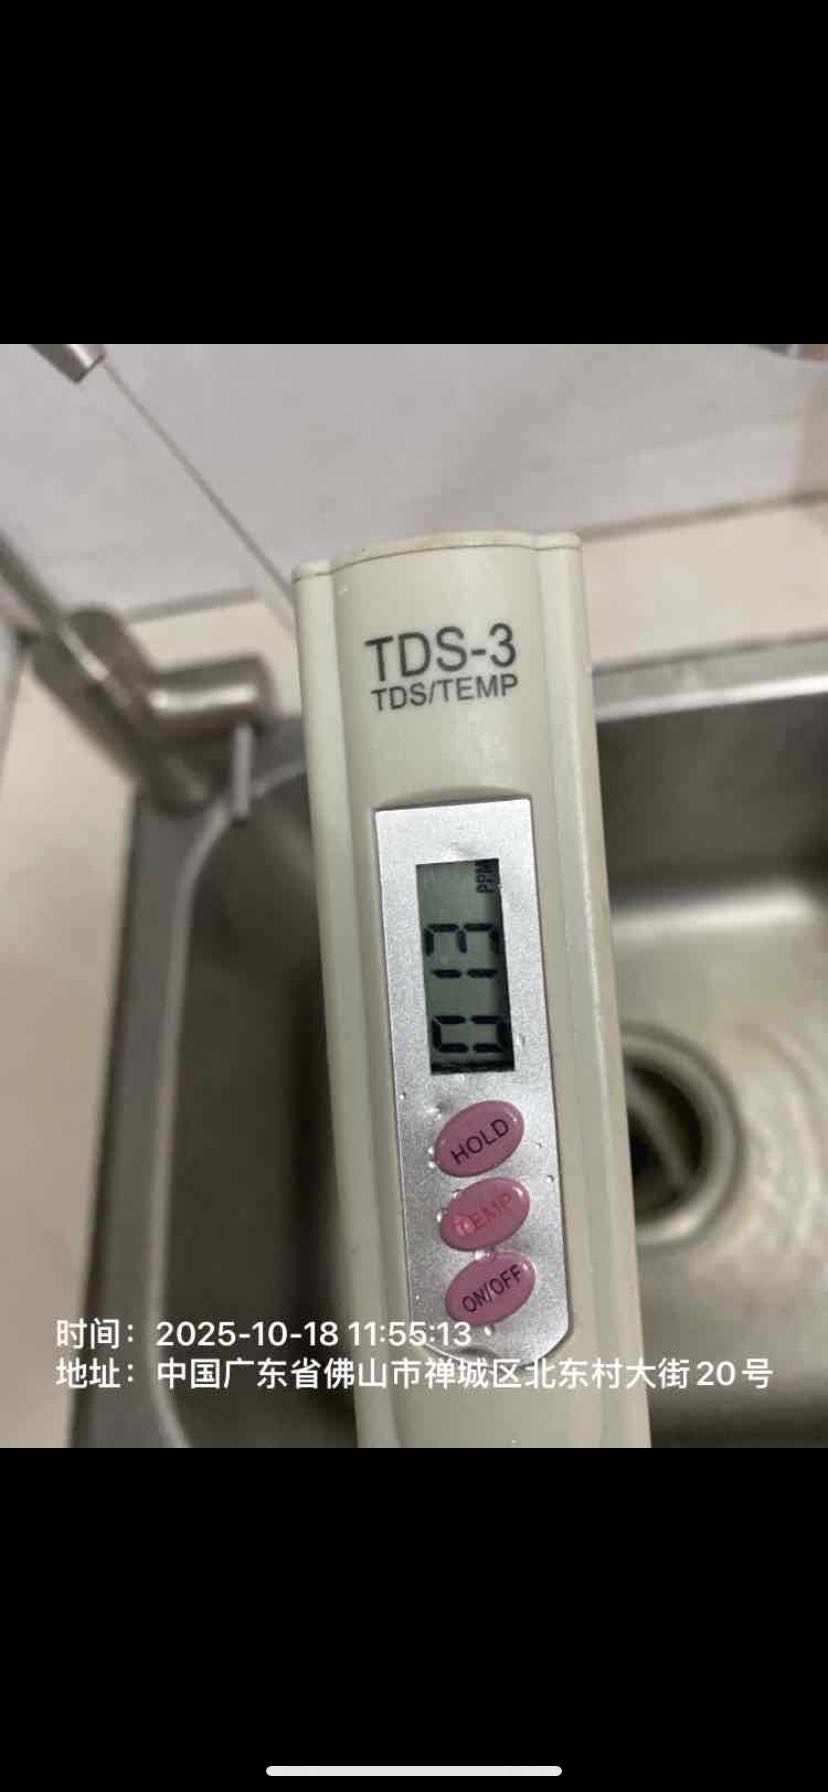 TDS-3
TDS/TEMP
013 PPM
HOLD
TEMP
ON/OFF
时间：2025-10-18 11:55:13
地址：中国广东省佛山市禅城区北东村大街20号